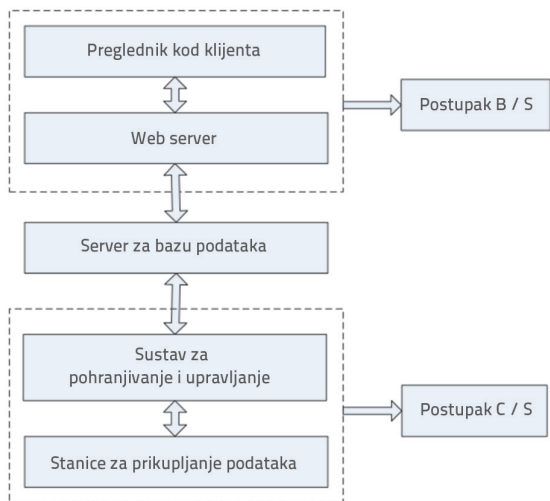 Preglednik kod klijenta
Postupak B / S
Web server
Server za bazu podataka
Sustav za
pohranjivanje i upravljanje
Postupak C / S
Stanice za prikupljanje podataka